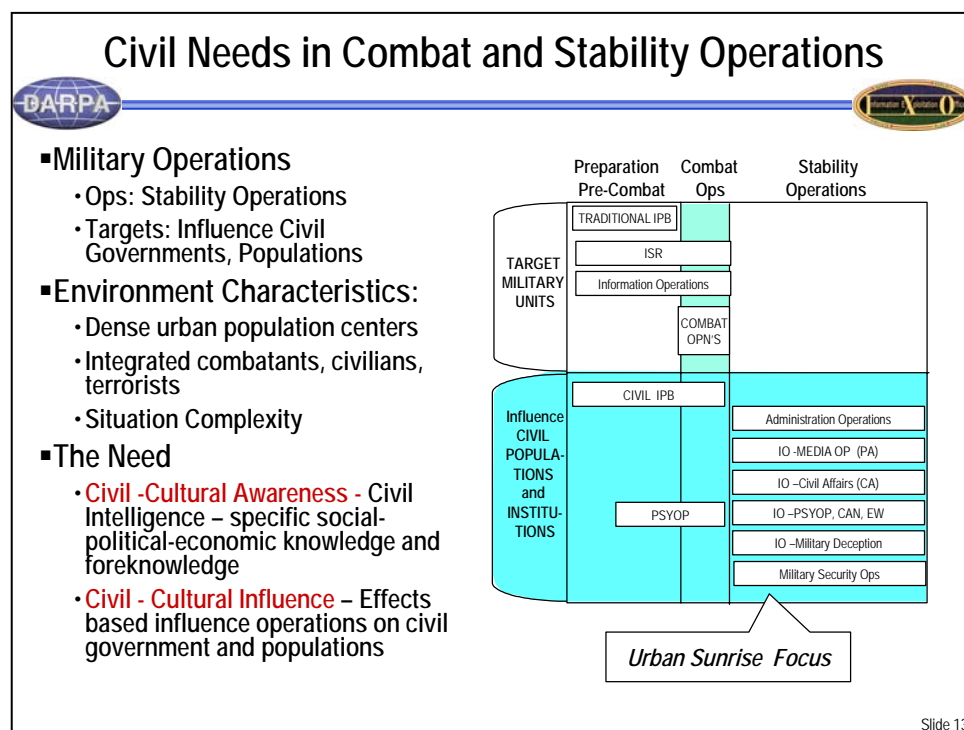 Civil Needs in Combat and Stability Operations
DARPA
Information EXploitation Office
▪Military Operations
• Ops: Stability Operations
• Targets: Influence Civil
Governments, Populations
▪Environment Characteristics:
• Dense urban population centers
• Integrated combatants, civilians,
terrorists
• Situation Complexity
▪The Need
• Civil -Cultural Awareness - Civil
Intelligence – specific social-
political-economic knowledge and
foreknowledge
• Civil - Cultural Influence – Effects
based influence operations on civil
government and populations
Preparation
Pre-Combat
Combat
Ops
Stability
Operations
TARGET
MILITARY
UNITS
TRADITIONAL IPB
ISR
Information Operations
COMBAT
OPN'S
Influence
CIVIL
POPULA-
TIONS
and
INSTITU-
TIONS
CIVIL IPB
PSYOP
Administration Operations
IO -MEDIA OP (PA)
IO –Civil Affairs (CA)
IO –PSYOP, CAN, EW
IO –Military Deception
Military Security Ops
Urban Sunrise Focus
Slide 13